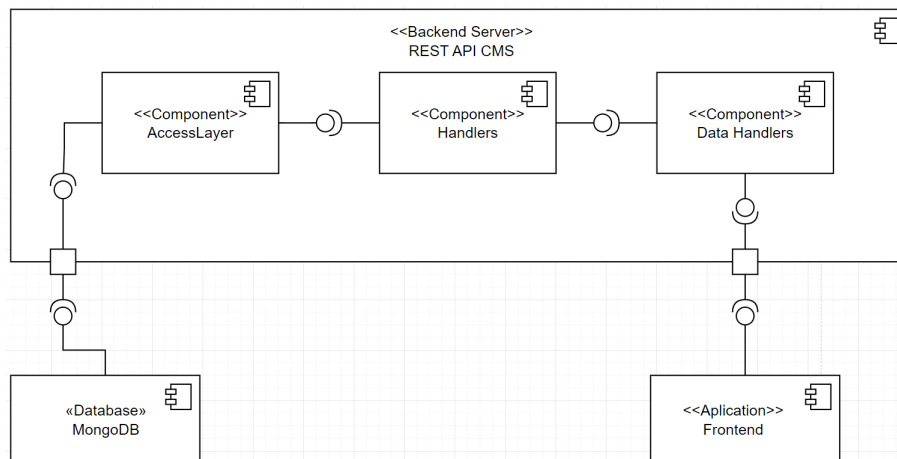 <<Backend Server>>
REST API CMS
<<Component>>
AccessLayer
<<Component>>
Handlers
<<Component>>
Data Handlers
«Database»
MongoDB
<<Aplication>>
Frontend